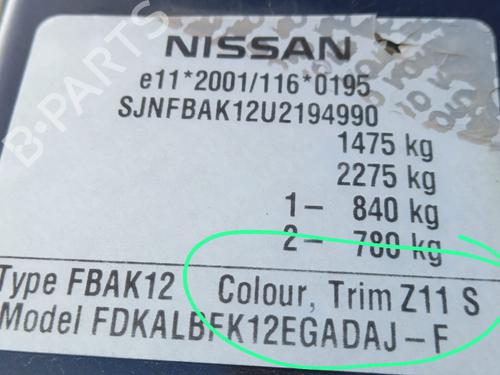 NISSAN
e11*2001/116*0195
SJNFBAK12U2194990
1475 kg
2275 kg
1- 840 kg
2- 780 kg
Type FBAK12 Colour, Trim Z11 S
Model FDKALBFK12EGADAJ-F
B-PARTS